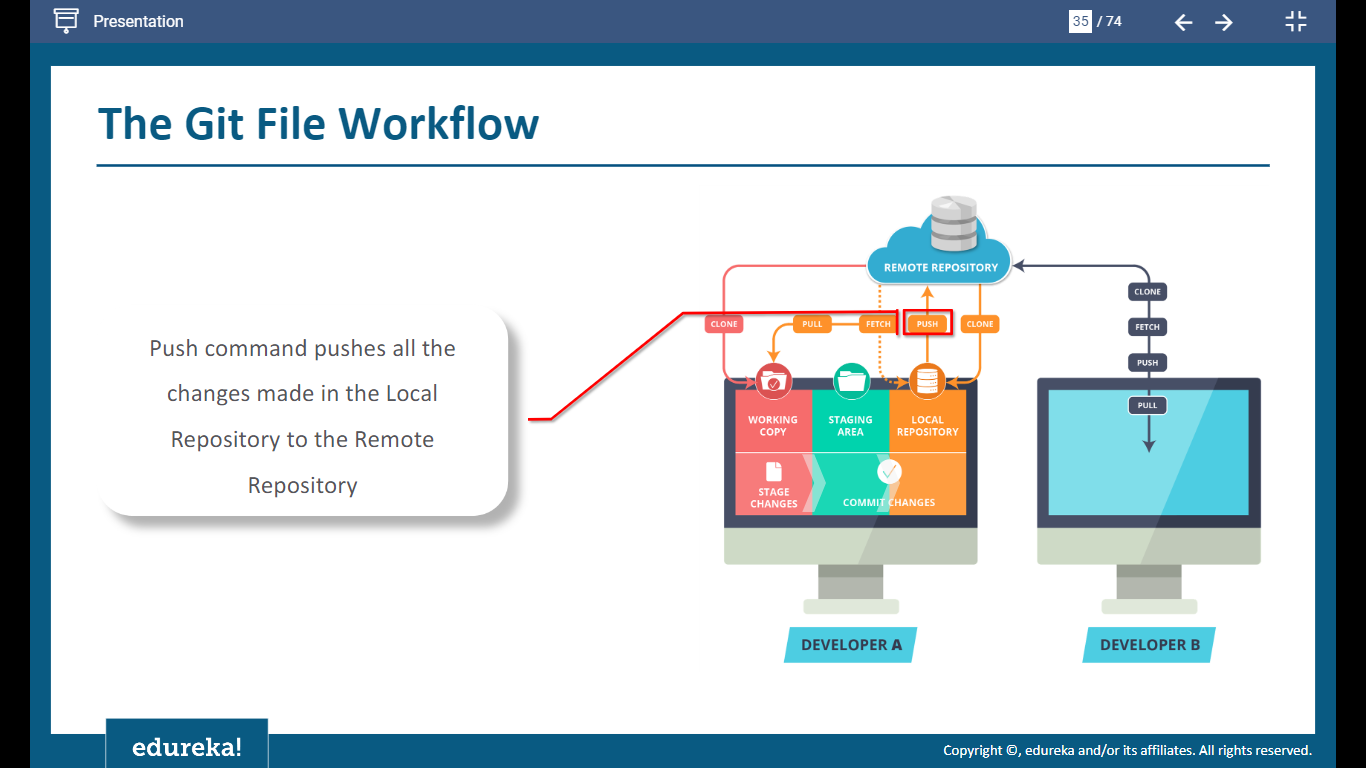 Presentation
35 / 74
The Git File Workflow
Push command pushes all the
changes made in the Local
Repository to the Remote
Repository
REMOTE REPOSITORY
CLONE
PULL
FETCH
PUSH
CLONE
WORKING
COPY
STAGING
AREA
LOCAL
REPOSITORY
STAGE
CHANGES
COMMIT CHANGES
DEVELOPER A
CLONE
FETCH
PUSH
PULL
DEVELOPER B
edureka!
Copyright ©, edureka and/or its affiliates. All rights reserved.